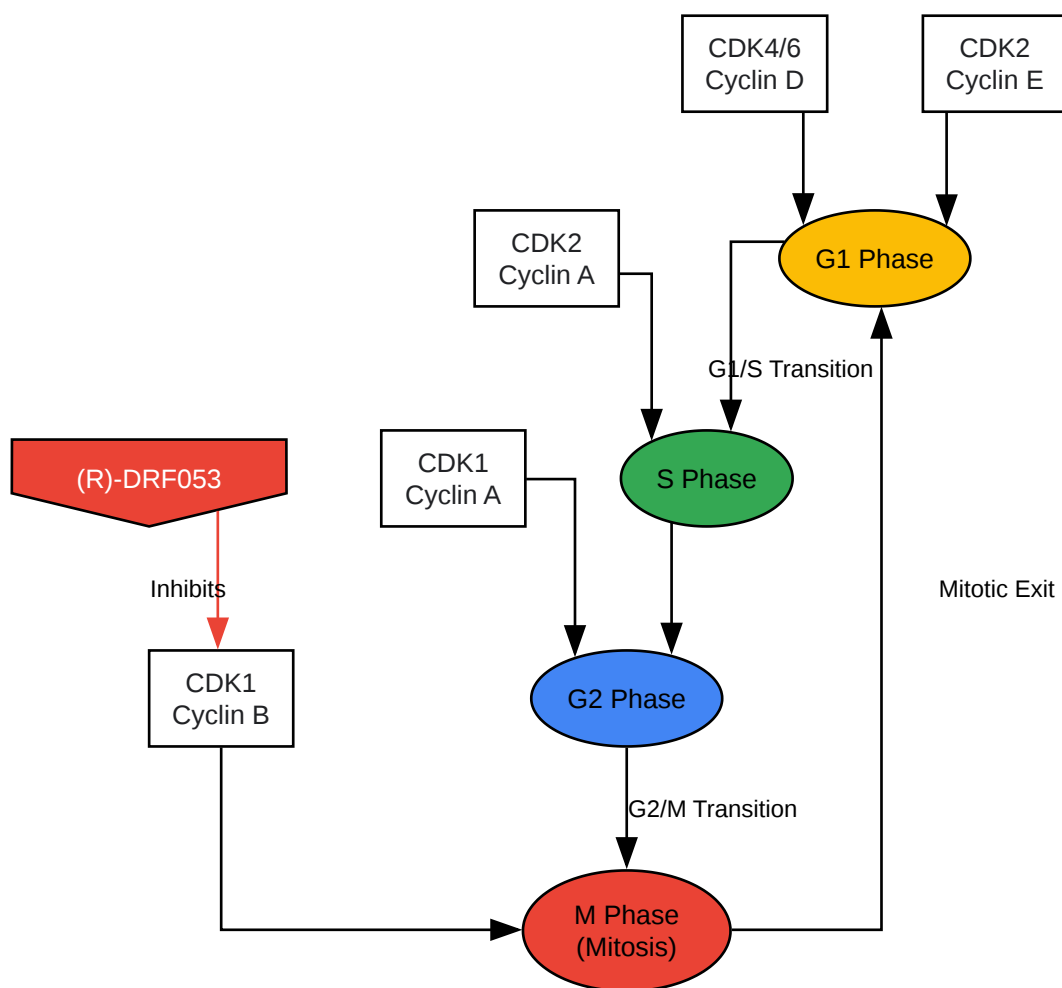 CDK4/6
Cyclin D
CDK2
Cyclin E
CDK2
Cyclin A
G1 Phase
G1/S Transition
(R)-DRF053
CDK1
Cyclin A
S Phase
Inhibits
Mitotic Exit
CDK1
Cyclin B
G2 Phase
G2/M Transition
M Phase
(Mitosis)